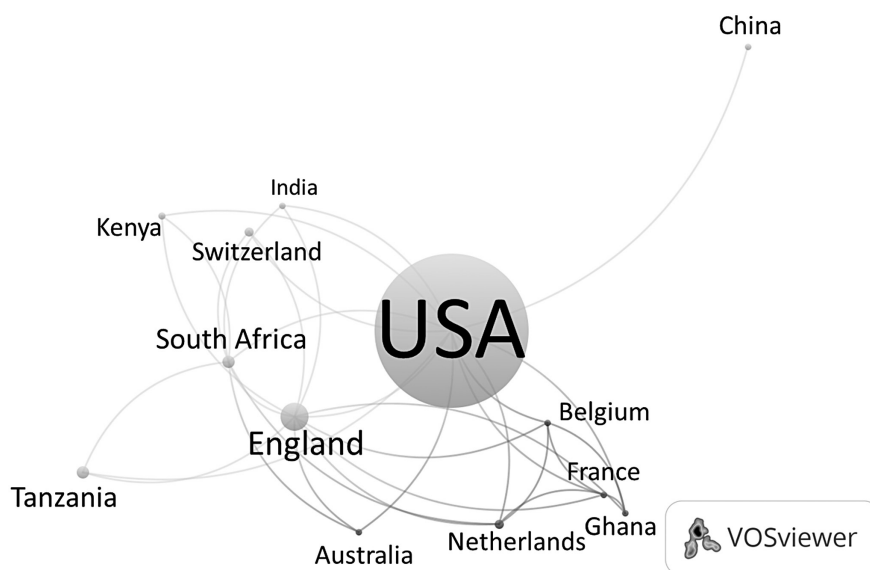 China
India
Kenya
Switzerland
USA
South Africa
Belgium
England
France
Tanzania
Ghana
Netherlands
Australia
VOSviewer